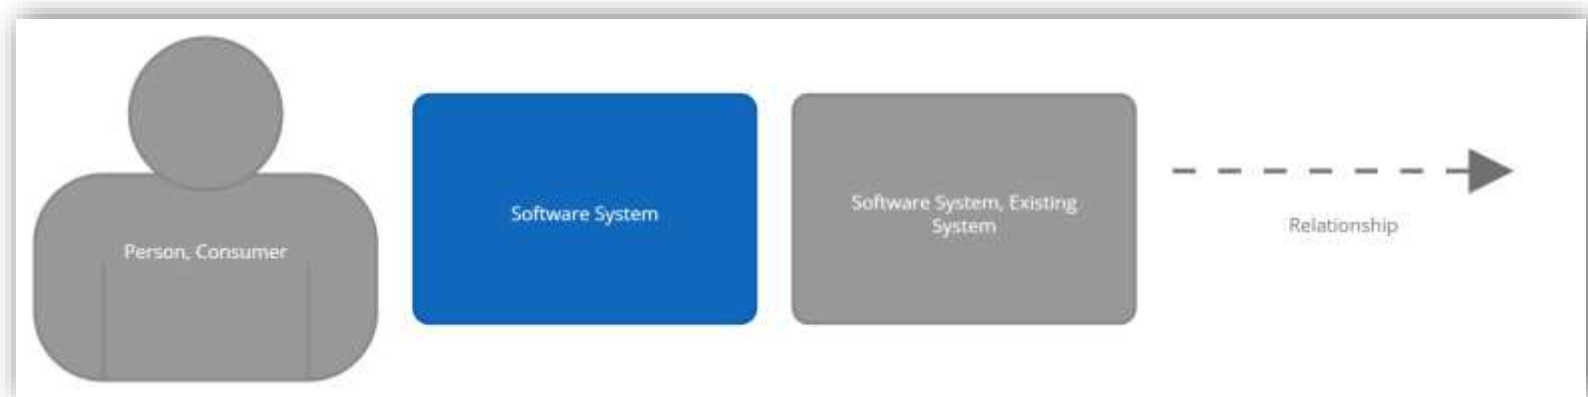 Person, Consumer
Software System
Software System, Existing
System
Relationship